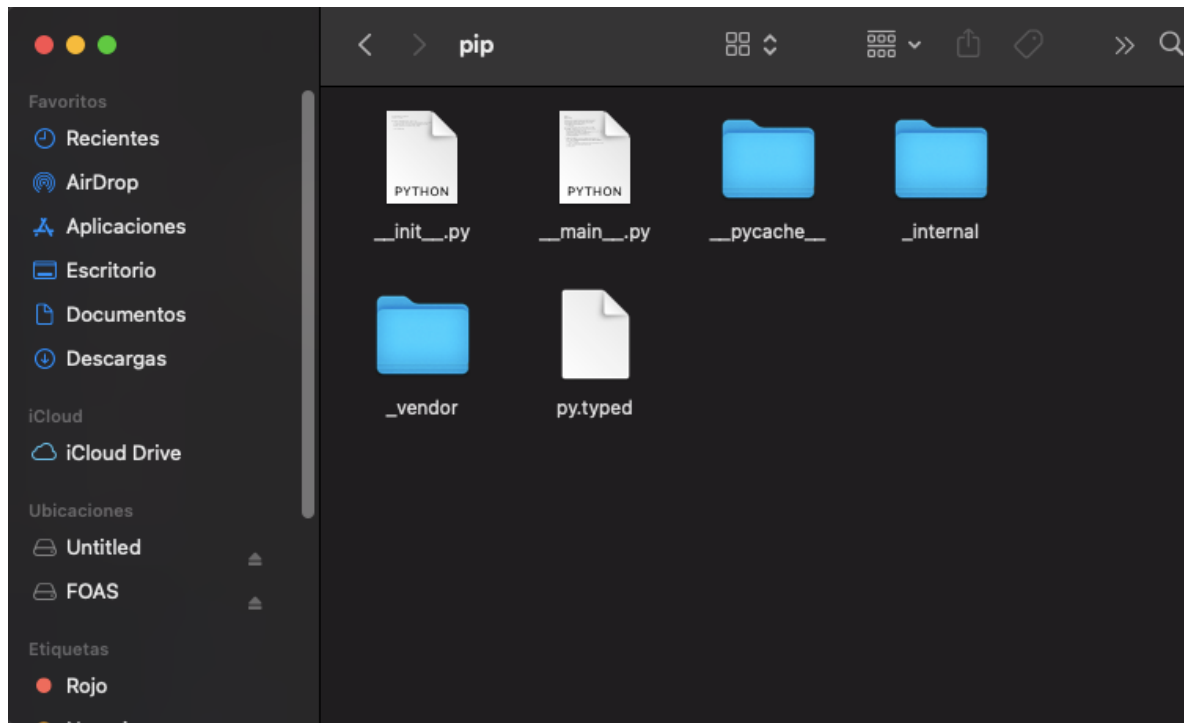 pip
Favoritos
Recientes
AirDrop
Aplicaciones
Escritorio
Documentos
Descargas
iCloud
iCloud Drive
Ubicaciones
Untitled
FOAS
Etiquetas
Rojo
PYTHON
__init__.py
PYTHON
__main__.py
__pycache__
_internal
_vendor
py.typed